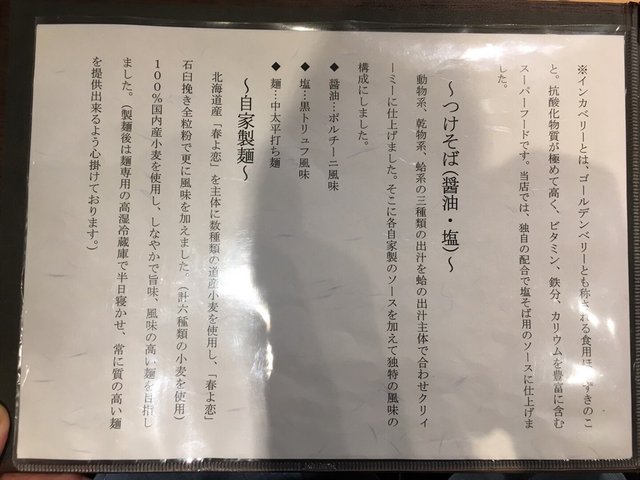 ※インカベリーとは、ゴールデンベリーとも称される食用ほおずきのこ
と。抗酸化物質が極めて高く、ビタミン、鉄分、カリウムを豊富に含む
スーパーフードです。当店では、独自の配合で塩そば用のソースに仕上げま
した。
～つけそば（醤油・塩）～
動物系、乾物系、蛤系の三種類の出汁を蛤の出汁主体で合わせクリィ
ーミーに仕上げました。そこに各自家製のソースを加えて独特の風味の
構成にしました。
◆ 醤油…ポルチーニ風味
◆ 塩…黒トリュフ風味
◆ 麺…中太平打ち麺
～自家製麺～
北海道産「春よ恋」を主体に数種類の道産小麦を使用し、「春よ恋」
石臼挽き全粒粉で更に風味を加えました。（計六種類の小麦を使用）
100%国内産小麦を使用し、しなやかで旨味、風味の高い麺を目指し
ました。（製麺後は麺専用の高湿冷蔵庫で半日寝かせ、常に質の高い麺
を提供出来るよう心掛けております。）